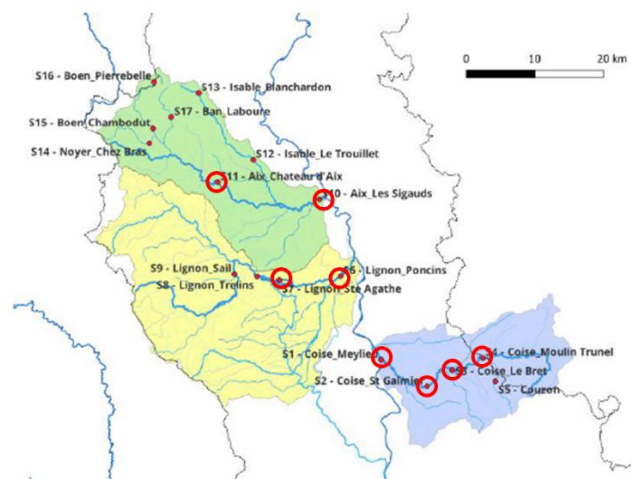 0 10 20 km
S16 - Boen_Pierrebelle
S13 - Isable_Blanchardon
S17 - Ban_Laboure
S15 - Boen_Chambodut
S14 - Noyer_Chez Bras
S12 - Isable_Le Trouillet
S11 - Aix_Chateau d'Aix
S10 - Aix_Les Sigauds
S9 - Lignon_Sail
S8 - Lignon_Trelins
S6 - Lignon_Poncins
S7 - Lignon_Ste Agathe
S1 - Coise_Meylieu
S4 - Coise_Moulin Trunel
S2 - Coise_St Galmier
S3 - Coise_Le Bret
S5 - Couzon